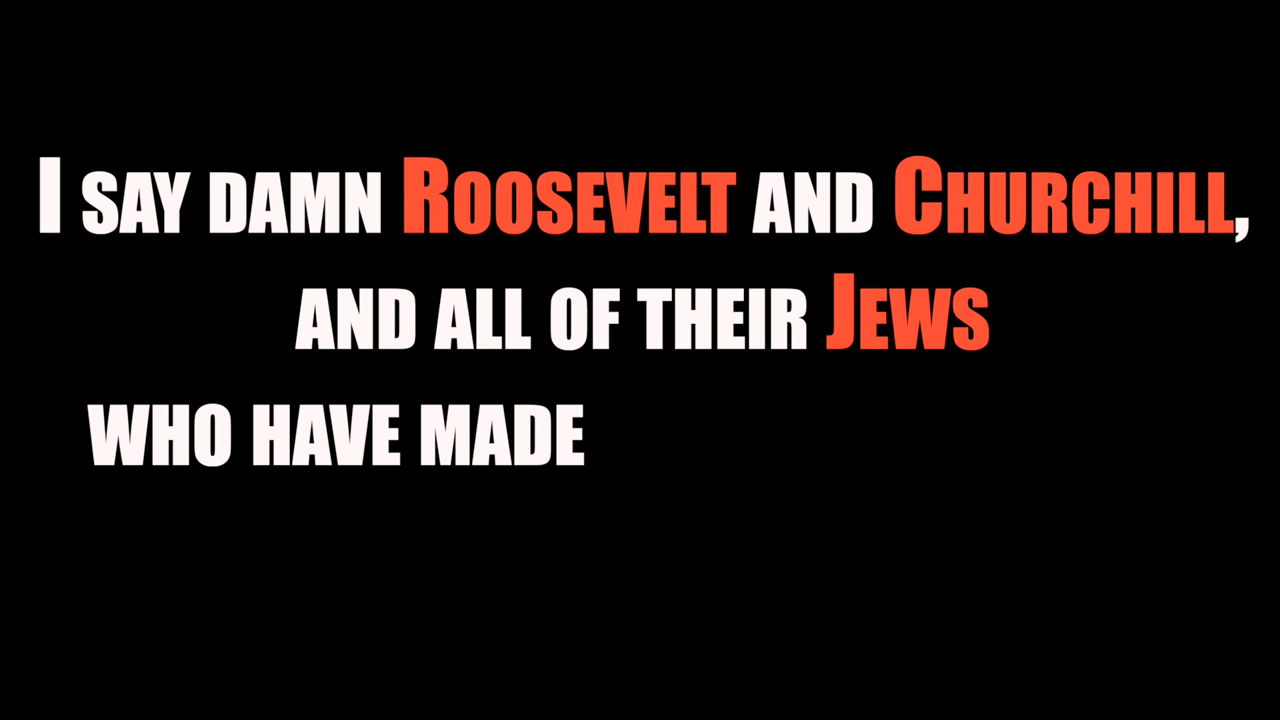 I SAY DAMN ROOSEVELT AND CHURCHILL,
AND ALL OF THEIR JEWS
WHO HAVE MADE